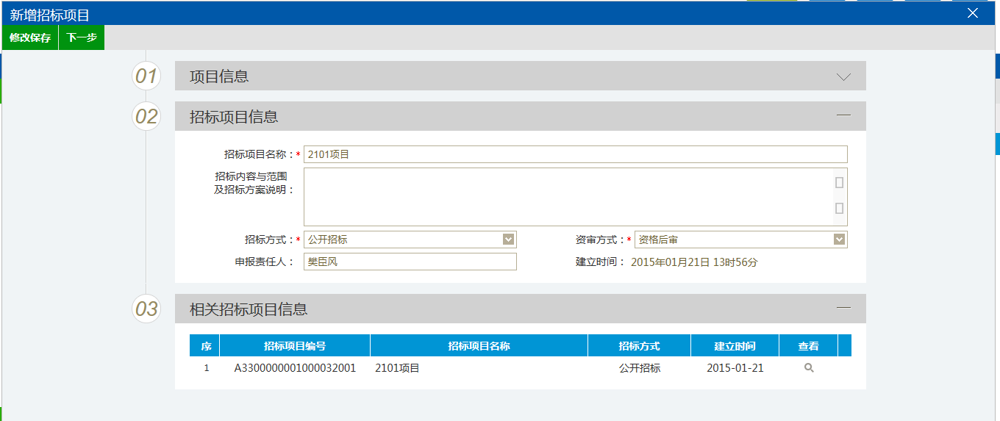 新增招标项目
修改保存 下一步
01 项目信息
02 招标项目信息
招标项目名称：* 2101项目
招标内容与范围
及招标方案说明：
招标方式：* 公开招标 资审方式：* 资格后审
申报责任人： 樊臣风 建立时间： 2015年01月21日 13时56分
03 相关招标项目信息
序 招标项目编号 招标项目名称 招标方式 建立时间 查看
1 A3300000001000032001 2101项目 公开招标 2015-01-21